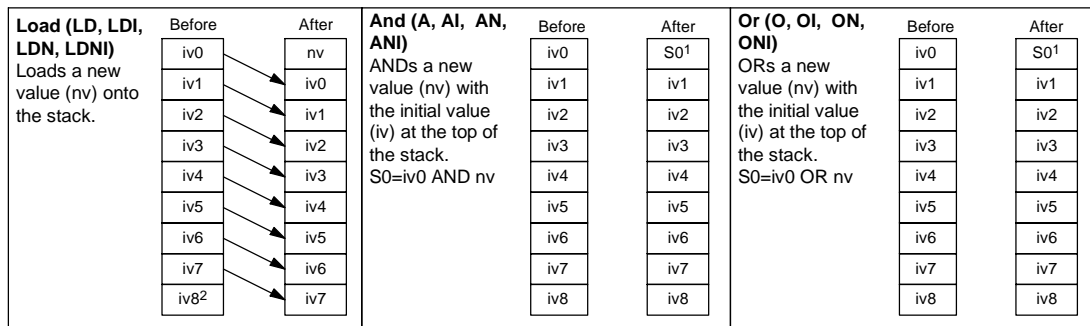 Load (LD, LDI,
LDN, LDNI)
Loads a new
value (nv) onto
the stack.
Before After
iv0 nv
iv1 iv0
iv2 iv1
iv3 iv2
iv4 iv3
iv5 iv4
iv6 iv5
iv7 iv6
iv8² iv7
And (A, AI, AN,
ANI)
ANDs a new
value (nv) with
the initial value
(iv) at the top of
the stack.
S0=iv0 AND nv
Before After
iv0 S0¹
iv1 iv1
iv2 iv2
iv3 iv3
iv4 iv4
iv5 iv5
iv6 iv6
iv7 iv7
iv8 iv8
Or (O, OI, ON,
ONI)
ORs a new
value (nv) with
the initial value
(iv) at the top of
the stack.
S0=iv0 OR nv
Before After
iv0 S0¹
iv1 iv1
iv2 iv2
iv3 iv3
iv4 iv4
iv5 iv5
iv6 iv6
iv7 iv7
iv8 iv8